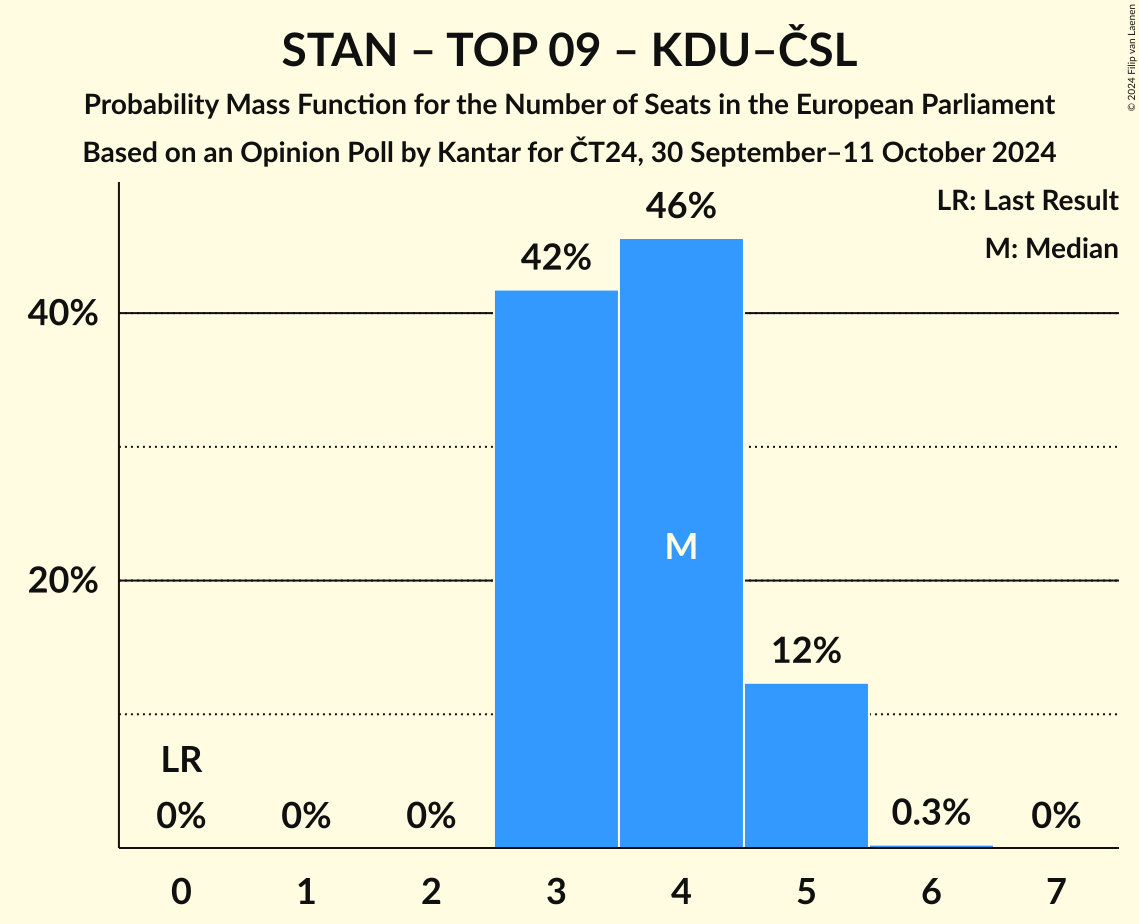 STAN – TOP 09 – KDU–ČSL
Probability Mass Function for the Number of Seats in the European Parliament
Based on an Opinion Poll by Kantar for ČT24, 30 September–11 October 2024
© 2024 Filip van Laenen
LR: Last Result
M: Median
46%
42%
40%
M
20%
12%
LR
0% 0% 0% 0.3% 0%
0 1 2 3 4 5 6 7